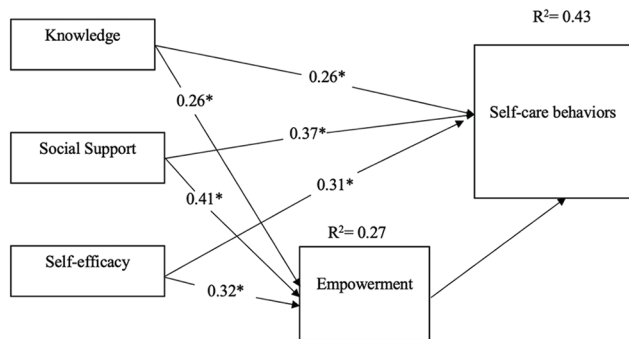 R²= 0.43
Knowledge
0.26*
0.26*
Self-care behaviors
Social Support
0.37*
0.31*
0.41*
R²= 0.27
Self-efficacy
Empowerment
0.32*